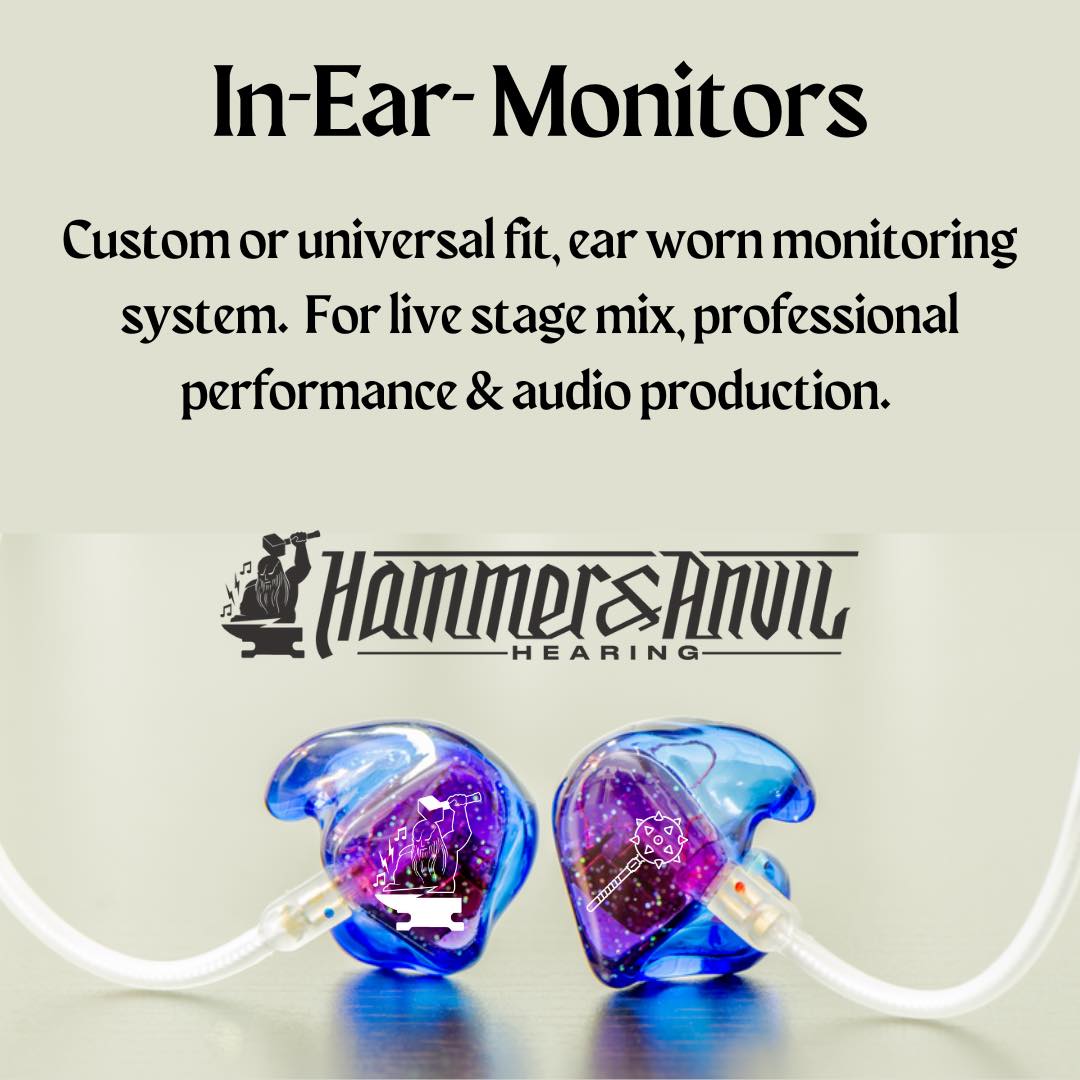 In-Ear- Monitors
Custom or universal fit, ear worn monitoring
system.  For live stage mix, professional
performance & audio production.
Hammer&Anvil
HEARING